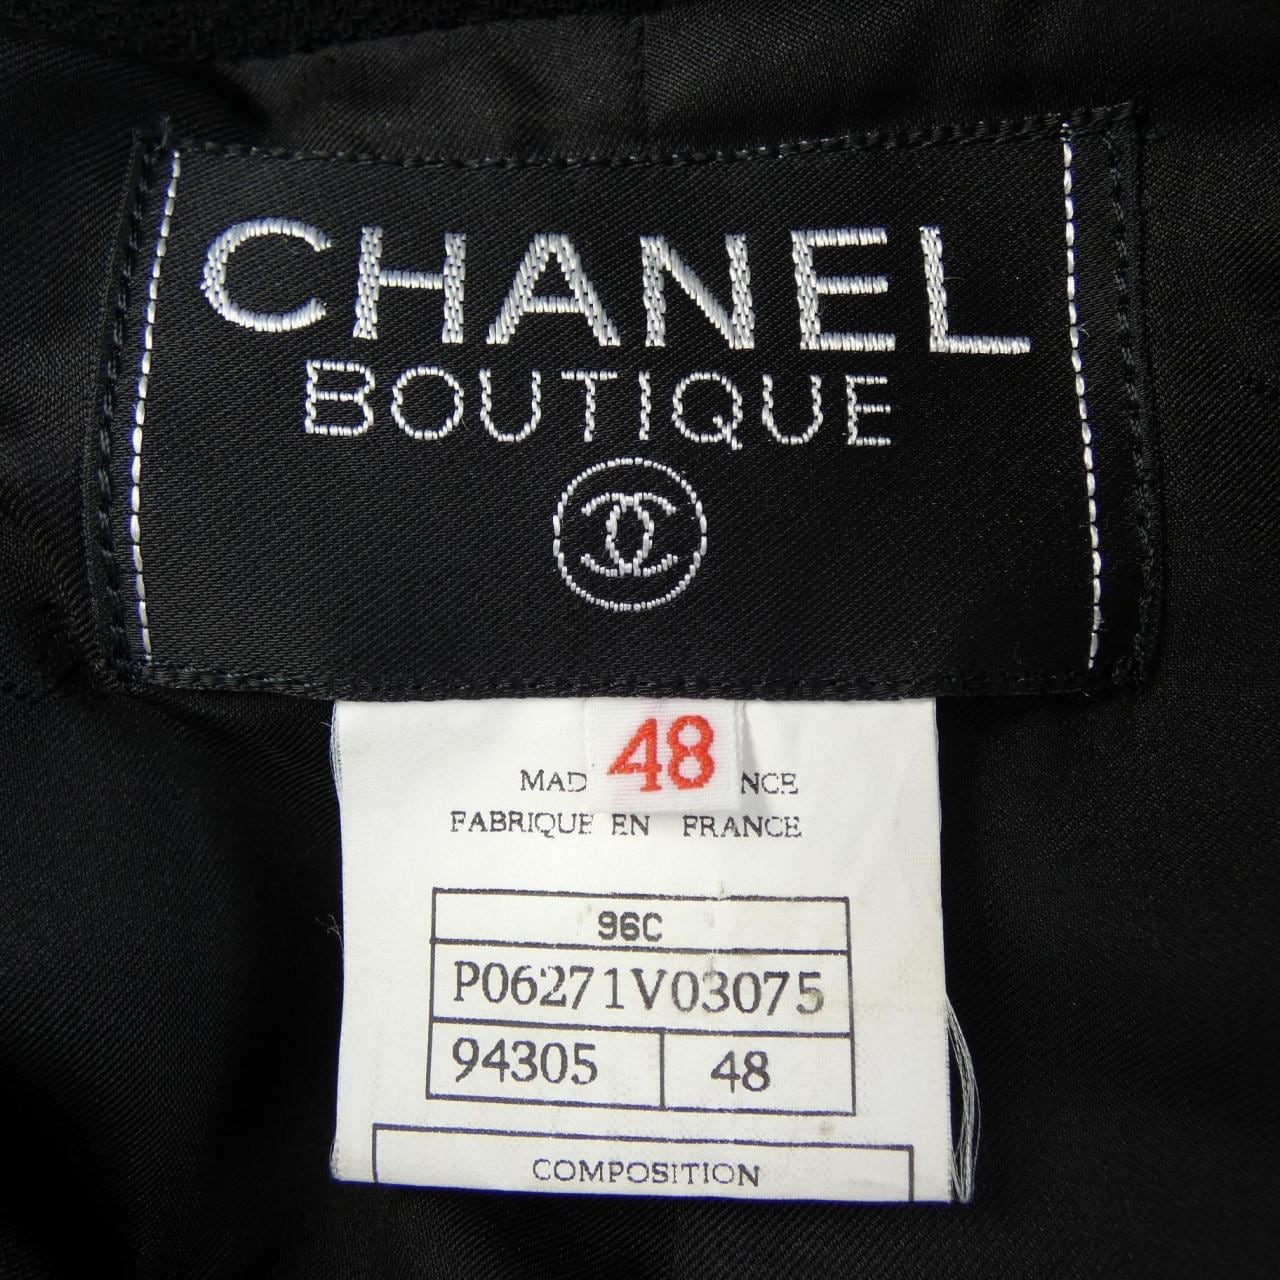 CHANEL
BOUTIQUE
48
MAD NCE
FABRIQUE EN FRANCE
96C
P06271V03075
94305 48
COMPOSITION